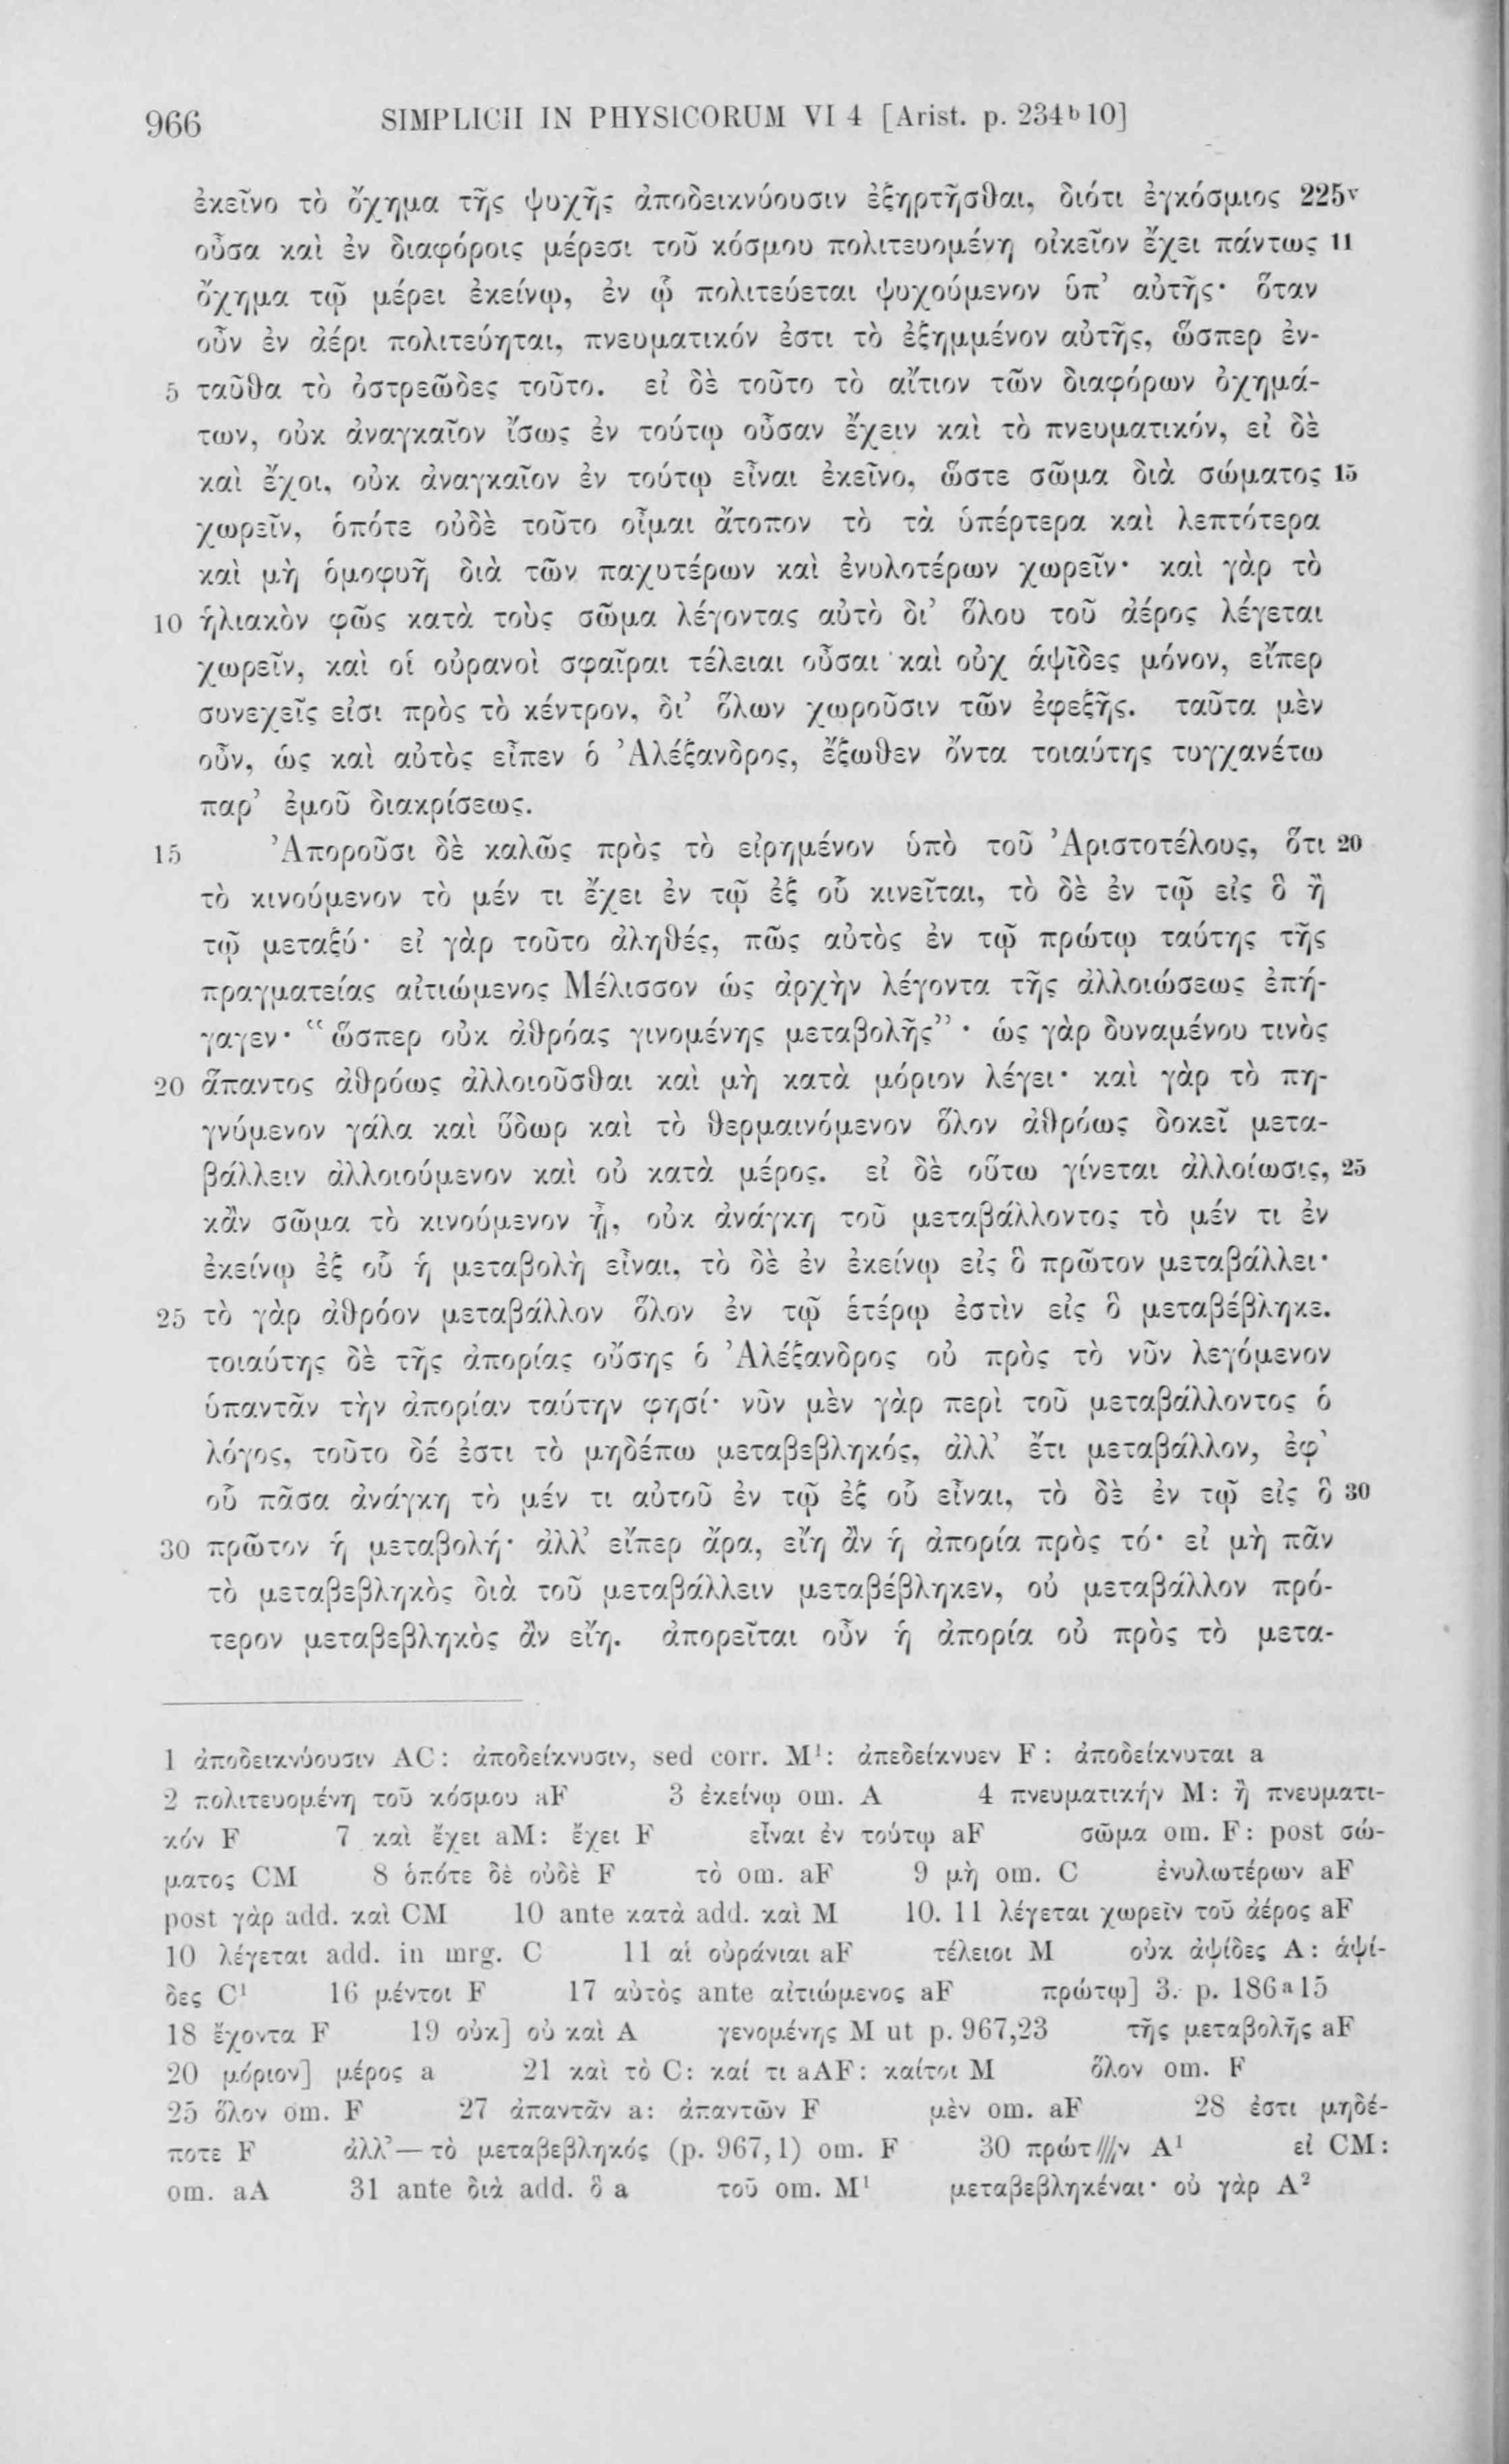 966 SIMPLICII IN PHYSICORUM VI 4 [Arist. p. 234ᵇ10]
ἐκεῖνο τὸ ὄχημα τῆς ψυχῆς ἀποδεικνύουσιν ἐξηρτῆσθαι, διότι ἐγκόσμιος 225ᵛ
οὖσα καὶ ἐν διαφόροις μέρεσι τοῦ κόσμου πολιτευομένη οἰκεῖον ἔχει πάντως 11
ὄχημα τῷ μέρει ἐκείνῳ, ἐν ᾧ πολιτεύεται ψυχούμενον ὑπ' αὐτῆς· ὅταν
οὖν ἐν ἀέρι πολιτεύηται, πνευματικόν ἐστι τὸ ἐξημμένον αὐτῆς, ὥσπερ ἐν-
5 ταῦθα τὸ ὀστρεῶδες τοῦτο. εἰ δὲ τοῦτο τὸ αἴτιον τῶν διαφόρων ὀχημά-
των, οὐκ ἀναγκαῖον ἴσως ἐν τούτῳ οὖσαν ἔχειν καὶ τὸ πνευματικόν, εἰ δὲ
καὶ ἔχοι, οὐκ ἀναγκαῖον ἐν τούτῳ εἶναι ἐκεῖνο, ὥστε σῶμα διὰ σώματος 15
χωρεῖν, ὁπότε οὐδὲ τοῦτο οἶμαι ἄτοπον τὸ τὰ ὑπέρτερα καὶ λεπτότερα
καὶ μὴ ὁμοφυῆ διὰ τῶν παχυτέρων καὶ ἐνυλοτέρων χωρεῖν· καὶ γὰρ τὸ
10 ἡλιακὸν φῶς κατὰ τοὺς σῶμα λέγοντας αὐτὸ δι' ὅλου τοῦ ἀέρος λέγεται
χωρεῖν, καὶ οἱ οὐρανοὶ σφαῖραι τέλειαι οὖσαι καὶ οὐχ ἁψῖδες μόνον, εἴπερ
συνεχεῖς εἰσι πρὸς τὸ κέντρον, δι' ὅλων χωροῦσιν τῶν ἐφεξῆς. ταῦτα μὲν
οὖν, ὡς καὶ αὐτὸς εἶπεν ὁ Ἀλέξανδρος, ἔξωθεν ὄντα τοιαύτης τυγχανέτω
παρ' ἐμοῦ διακρίσεως.
15 Ἀποροῦσι δὲ καλῶς πρὸς τὸ εἰρημένον ὑπὸ τοῦ Ἀριστοτέλους, ὅτι 20
τὸ κινούμενον τὸ μέν τι ἔχει ἐν τῷ ἐξ οὗ κινεῖται, τὸ δὲ ἐν τῷ εἰς ὃ ἢ
τῷ μεταξύ· εἰ γὰρ τοῦτο ἀληθές, πῶς αὐτὸς ἐν τῷ πρώτῳ ταύτης τῆς
πραγματείας αἰτιώμενος Μέλισσον ὡς ἀρχὴν λέγοντα τῆς ἀλλοιώσεως ἐπή-
γαγεν· "ὥσπερ οὐκ ἀθρόας γινομένης μεταβολῆς"· ὡς γὰρ δυναμένου τινὸς
20 ἅπαντος ἀθρόως ἀλλοιοῦσθαι καὶ μὴ κατὰ μόριον λέγει· καὶ γὰρ τὸ πη-
γνύμενον γάλα καὶ ὕδωρ καὶ τὸ θερμαινόμενον ὅλον ἀθρόως δοκεῖ μετα-
βάλλειν ἀλλοιούμενον καὶ οὐ κατὰ μέρος. εἰ δὲ οὕτω γίνεται ἀλλοίωσις, 25
κἂν σῶμα τὸ κινούμενον ᾖ, οὐκ ἀνάγκη τοῦ μεταβάλλοντος τὸ μέν τι ἐν
ἐκείνῳ ἐξ οὗ ἡ μεταβολὴ εἶναι, τὸ δὲ ἐν ἐκείνῳ εἰς ὃ πρῶτον μεταβάλλει·
25 τὸ γὰρ ἀθρόον μεταβάλλον ὅλον ἐν τῷ ἑτέρῳ ἐστὶν εἰς ὃ μεταβέβληκε.
τοιαύτης δὲ τῆς ἀπορίας οὔσης ὁ Ἀλέξανδρος οὐ πρὸς τὸ νῦν λεγόμενον
ὑπαντᾶν τὴν ἀπορίαν ταύτην φησί· νῦν μὲν γὰρ περὶ τοῦ μεταβάλλοντος ὁ
λόγος, τοῦτο δέ ἐστι τὸ μηδέπω μεταβεβληκός, ἀλλ' ἔτι μεταβάλλον, ἐφ'
οὗ πᾶσα ἀνάγκη τὸ μέν τι αὐτοῦ ἐν τῷ ἐξ οὗ εἶναι, τὸ δὲ ἐν τῷ εἰς ὃ 30
30 πρῶτον ἡ μεταβολή· ἀλλ' εἴπερ ἄρα, εἴη ἂν ἡ ἀπορία πρὸς τό· εἰ μὴ πᾶν
τὸ μεταβεβληκὸς διὰ τοῦ μεταβάλλειν μεταβέβληκεν, οὐ μεταβάλλον πρό-
τερον μεταβεβληκὸς ἂν εἴη. ἀπορεῖται οὖν ἡ ἀπορία οὐ πρὸς τὸ μετα-
1 ἀποδεικνύουσιν AC: ἀποδείκνυσιν, sed corr. M¹: ἀπεδείκνυεν F: ἀποδείκνυται a
2 πολιτευομένη τοῦ κόσμου aF 3 ἐκείνῳ om. A 4 πνευματικήν M: ἢ πνευματι-
κόν F 7 καὶ ἔχει aM: ἔχει F εἶναι ἐν τούτῳ aF σῶμα om. F: post σώ-
ματος CM 8 ὁπότε δὲ οὐδὲ F τὸ om. aF 9 μὴ om. C ἐνυλωτέρων aF
post γὰρ add. καὶ CM 10 ante κατὰ add. καὶ M 10. 11 λέγεται χωρεῖν τοῦ ἀέρος aF
10 λέγεται add. in mrg. C 11 αἱ οὐράνιαι aF τέλειοι M οὐκ ἀψίδες A: ἁψί-
δες C¹ 16 μέντοι F 17 αὐτὸς ante αἰτιώμενος aF πρώτῳ] 3. p. 186ᵃ15
18 ἔχοντα F 19 οὐκ] οὐ καὶ A γενομένης M ut p. 967,23 τῆς μεταβολῆς aF
20 μόριον] μέρος a 21 καὶ τὸ C: καί τι aAF: καίτοι M ὅλον om. F
25 ὅλον om. F 27 ἀπαντᾶν a: ἀπαντῶν F μὲν om. aF 28 ἐστι μηδέ-
ποτε F ἀλλ'—τὸ μεταβεβληκός (p. 967,1) om. F 30 πρώτ///ν A¹ εἰ CM:
om. aA 31 ante διὰ add. ὃ a τοῦ om. M¹ μεταβεβληκέναι· οὐ γὰρ A²